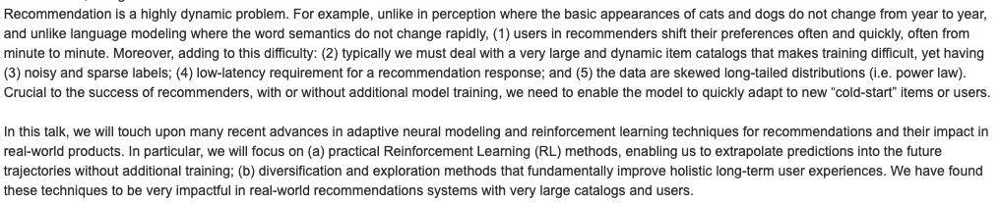 Recommendation is a highly dynamic problem. For example, unlike in perception where the basic appearances of cats and dogs do not change from year to year,
and unlike language modeling where the word semantics do not change rapidly, (1) users in recommenders shift their preferences often and quickly, often from
minute to minute. Moreover, adding to this difficulty: (2) typically we must deal with a very large and dynamic item catalogs that makes training difficult, yet having
(3) noisy and sparse labels; (4) low-latency requirement for a recommendation response; and (5) the data are skewed long-tailed distributions (i.e. power law).
Crucial to the success of recommenders, with or without additional model training, we need to enable the model to quickly adapt to new “cold-start” items or users.
In this talk, we will touch upon many recent advances in adaptive neural modeling and reinforcement learning techniques for recommendations and their impact in
real-world products. In particular, we will focus on (a) practical Reinforcement Learning (RL) methods, enabling us to extrapolate predictions into the future
trajectories without additional training; (b) diversification and exploration methods that fundamentally improve holistic long-term user experiences. We have found
these techniques to be very impactful in real-world recommendations systems with very large catalogs and users.